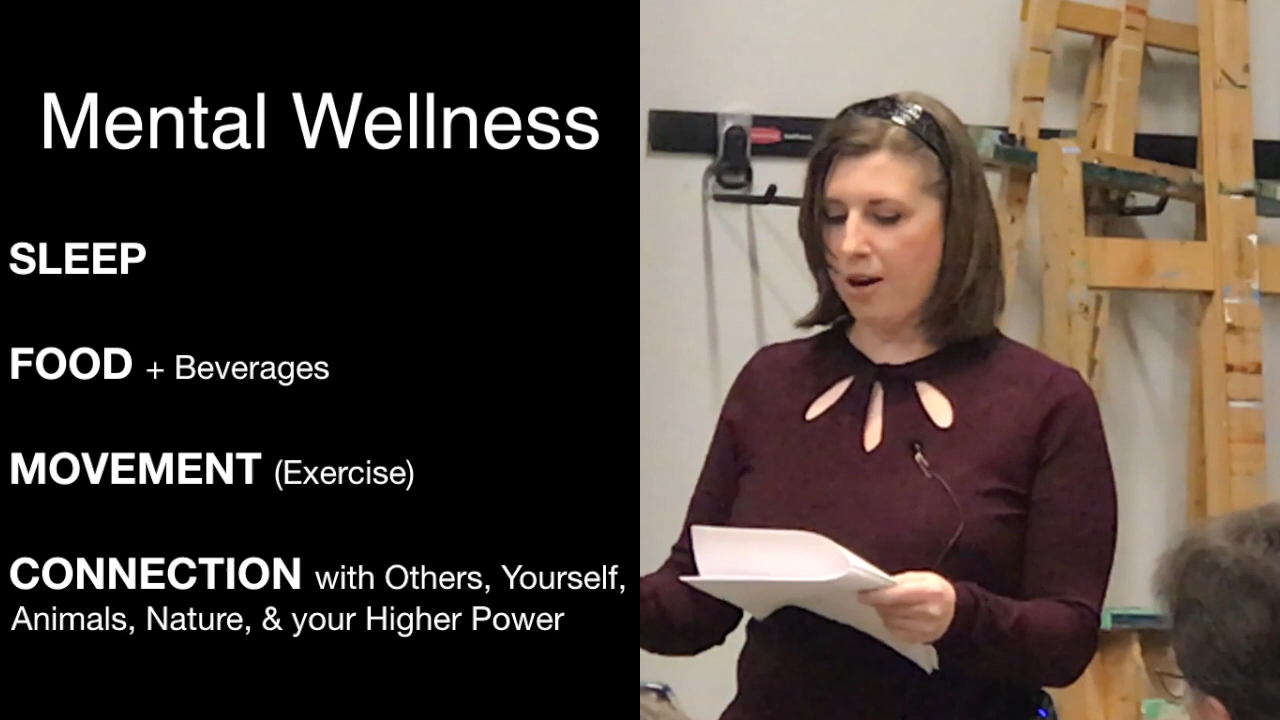 Mental Wellness
SLEEP
FOOD + Beverages
MOVEMENT (Exercise)
CONNECTION with Others, Yourself,
Animals, Nature, & your Higher Power